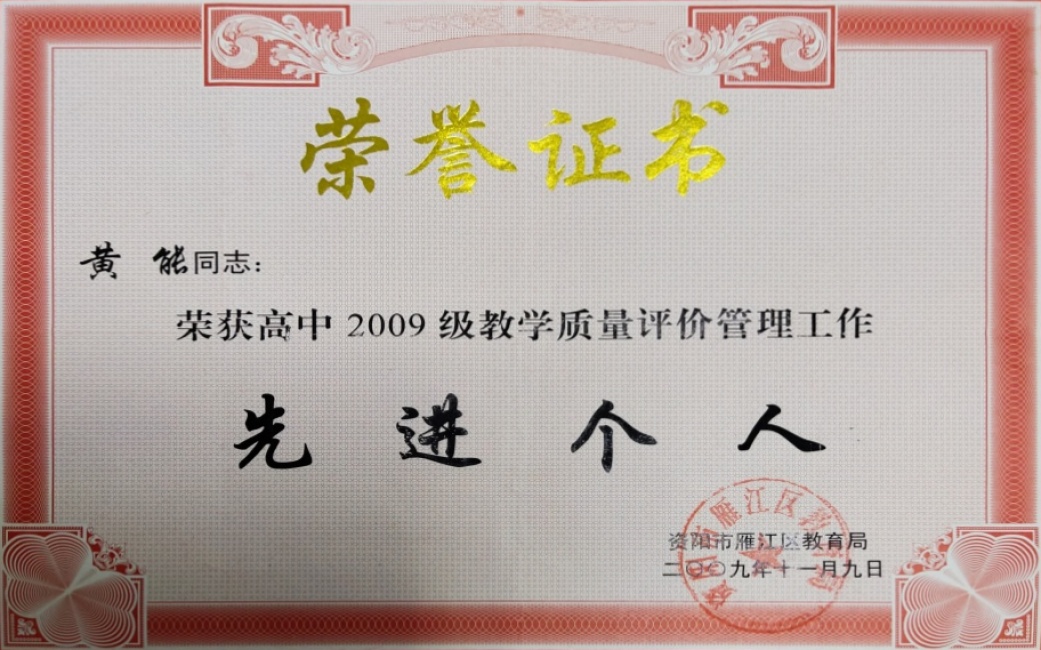 荣誉证书
黄 能同志：
荣获高中2009级教学质量评价管理工作
先 进 个 人
资阳市雁江区教育局
二〇〇九年十一月九日